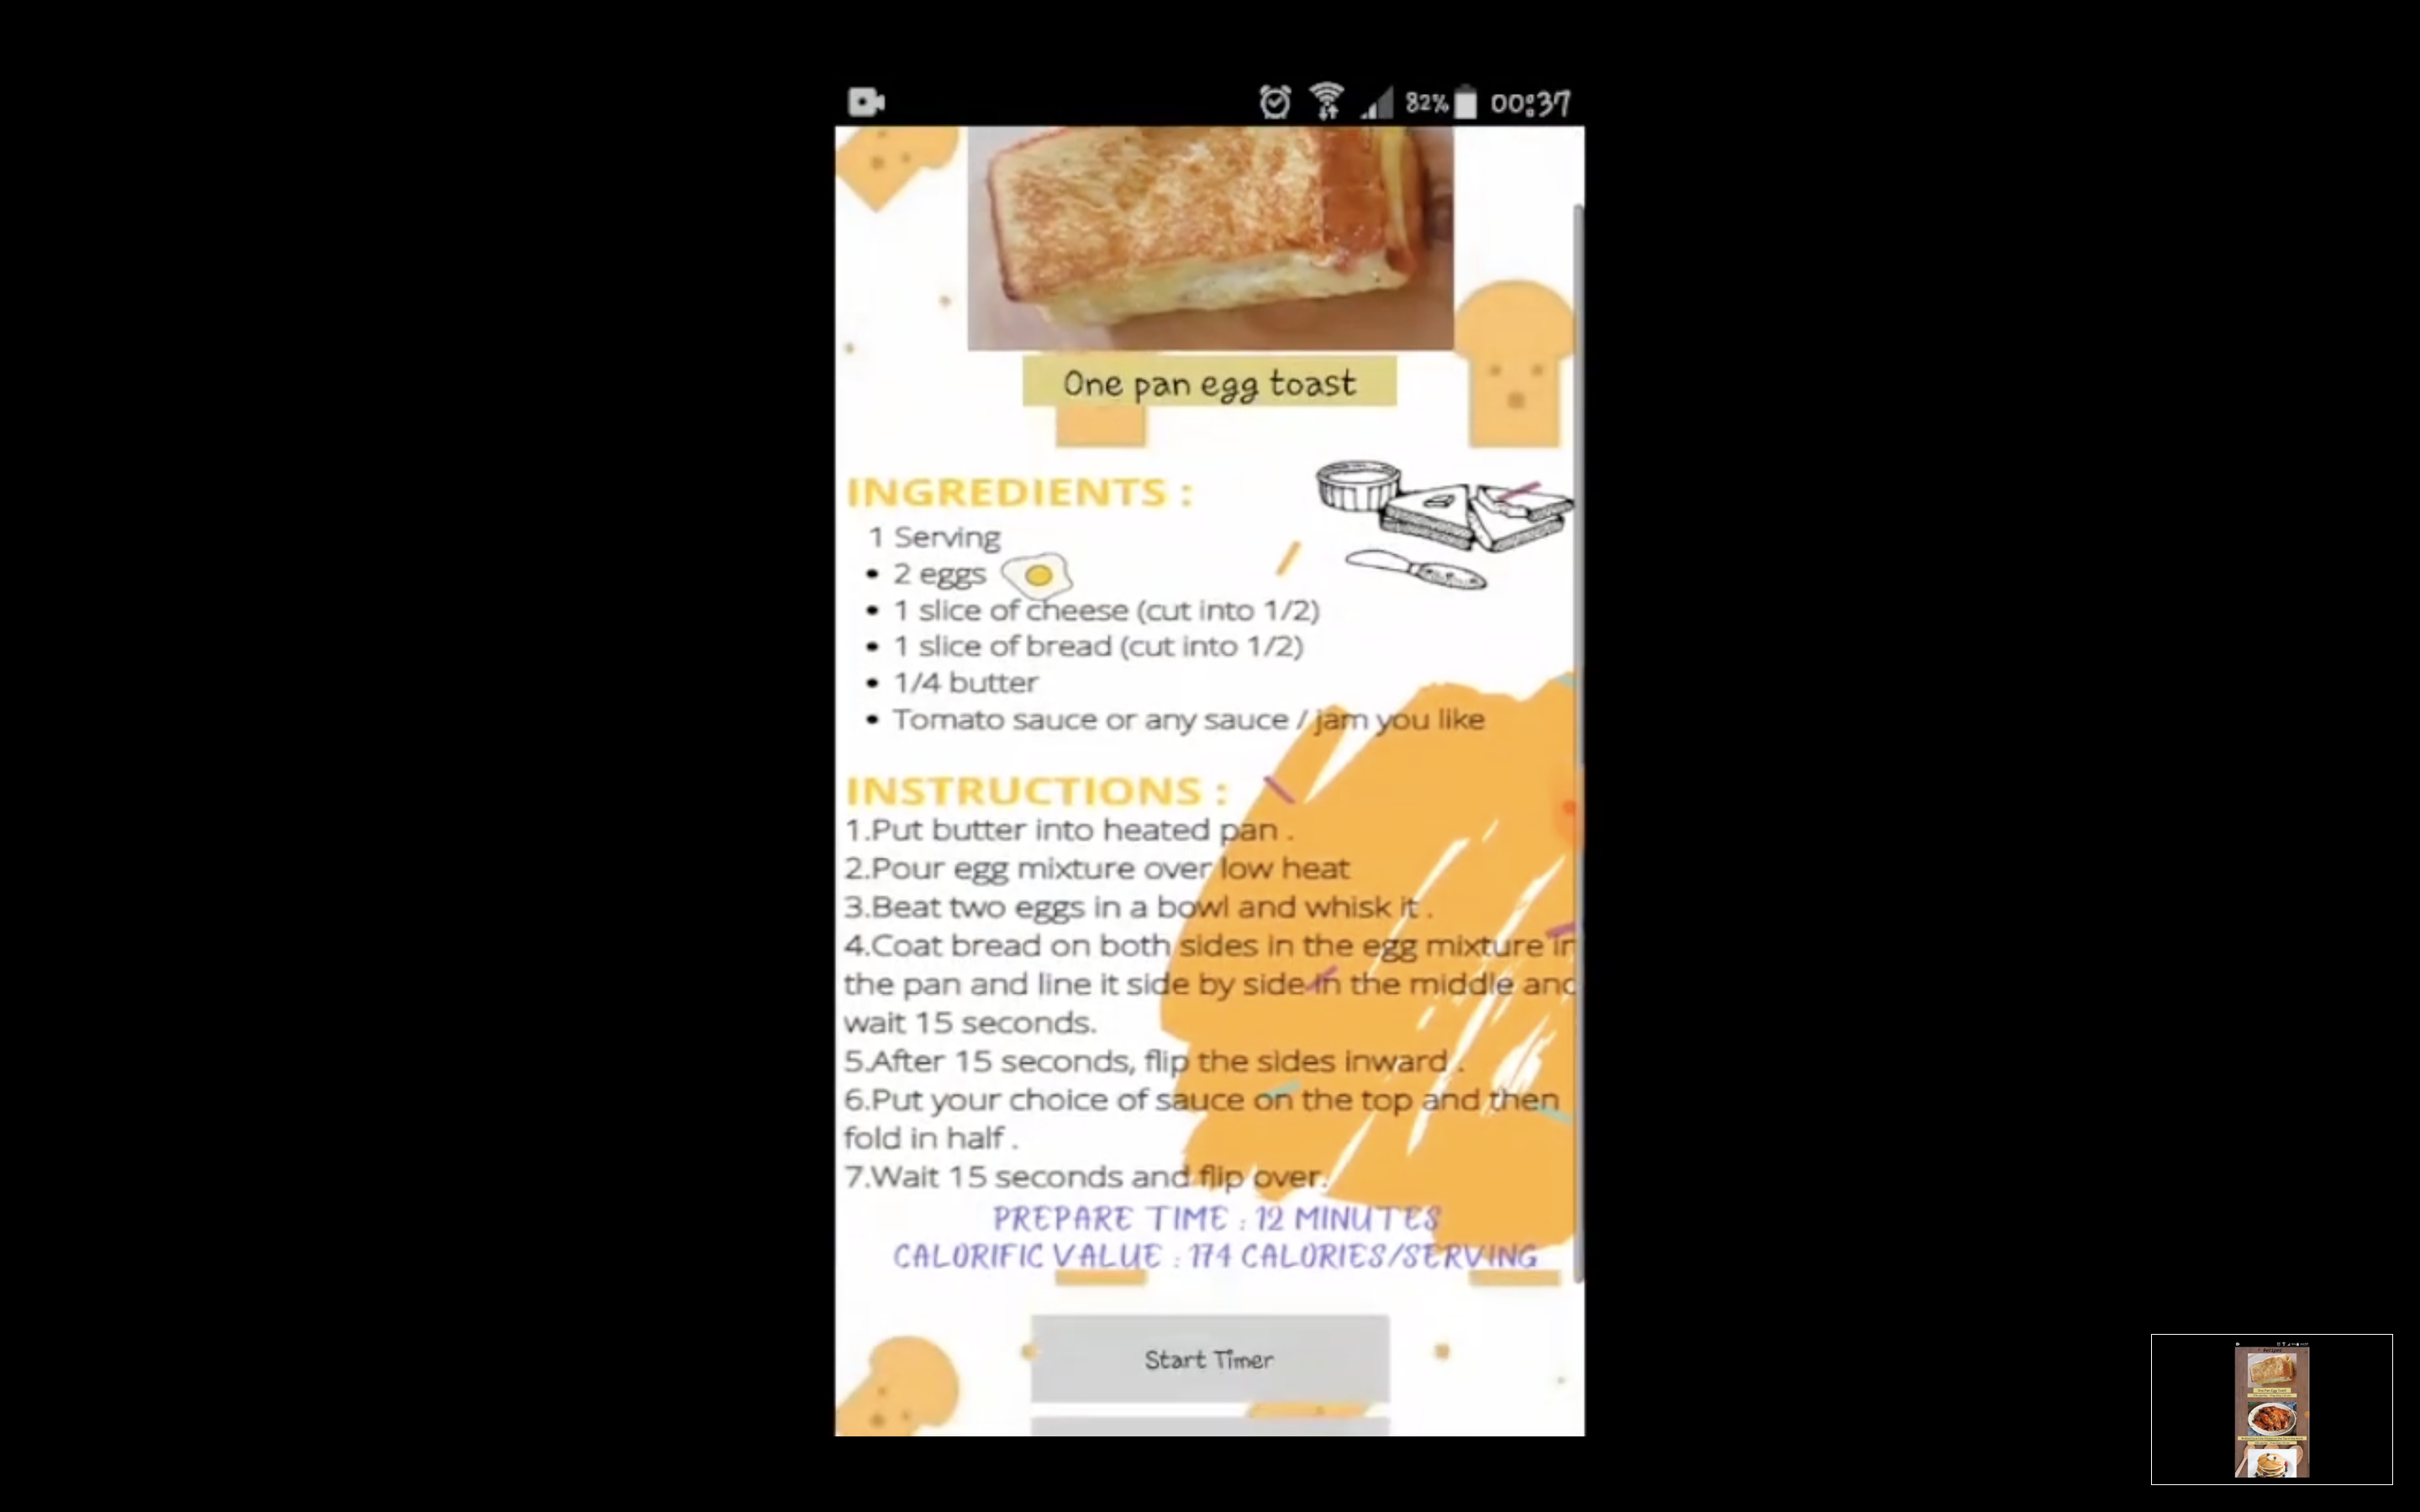 82% 00:37
One pan egg toast
INGREDIENTS :
1 Serving
• 2 eggs
• 1 slice of cheese (cut into 1/2)
• 1 slice of bread (cut into 1/2)
• 1/4 butter
• Tomato sauce or any sauce / jam you like
INSTRUCTIONS :
1.Put butter into heated pan .
2.Pour egg mixture over low heat
3.Beat two eggs in a bowl and whisk it .
4.Coat bread on both sides in the egg mixture in
the pan and line it side by side in the middle and
wait 15 seconds.
5.After 15 seconds, flip the sides inward .
6.Put your choice of sauce on the top and then
fold in half .
7.Wait 15 seconds and flip over.
PREPARE TIME : 12 MINUTES
CALORIFIC VALUE : 174 CALORIES/SERVING
Start Timer